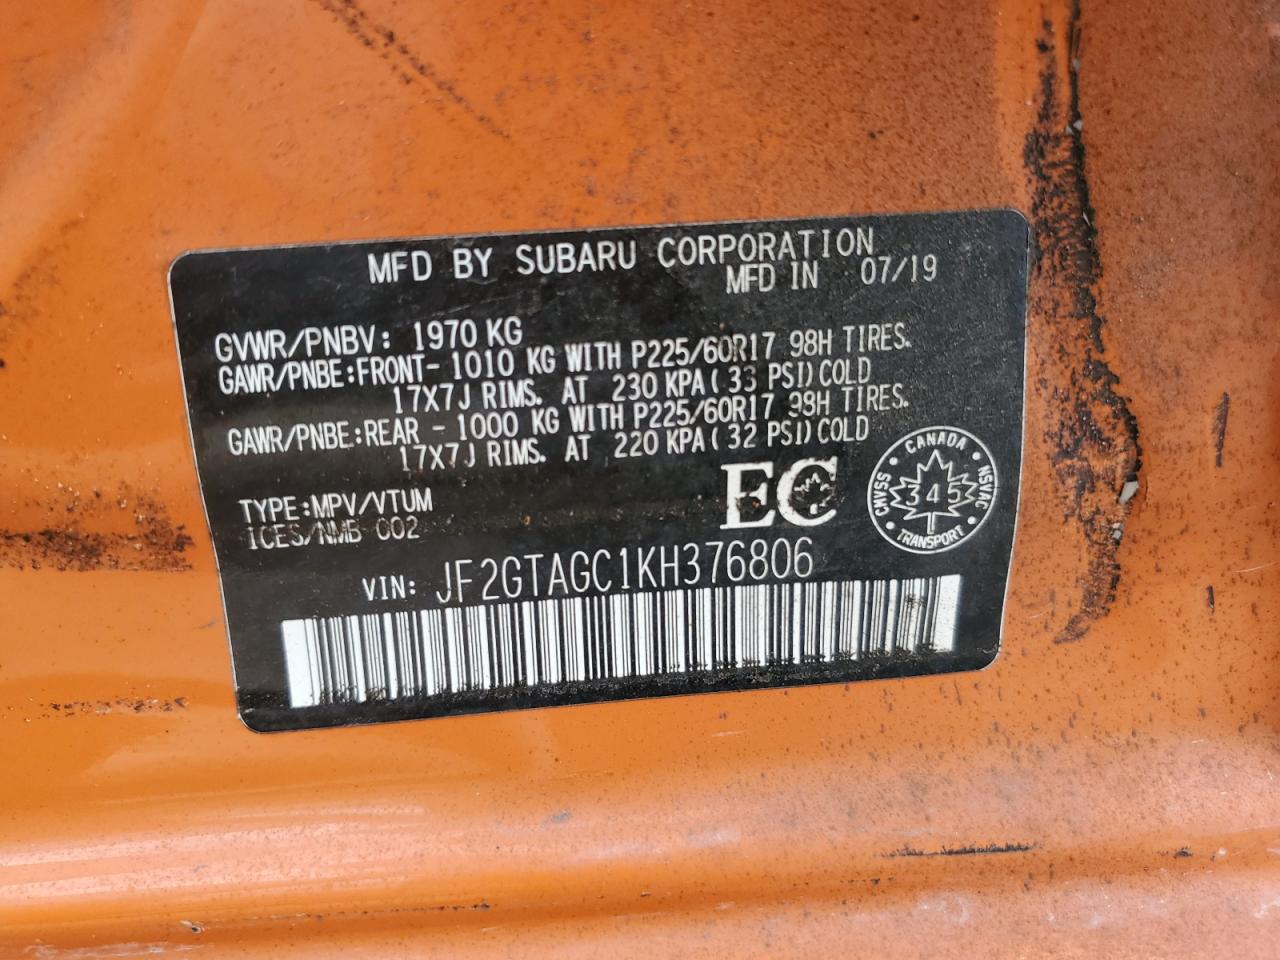 MFD BY SUBARU CORPORATION
MFD IN 07/19
GVWR/PNBV: 1970 KG
GAWR/PNBE:FRONT- 1010 KG WITH P225/60R17 98H TIRES.
17X7J RIMS. AT 230 KPA(33 PSI)COLD
GAWR/PNBE:REAR - 1000 KG WITH P225/60R17 98H TIRES.
17X7J RIMS. AT 220 KPA(32 PSI)COLD
TYPE:MPV/VTUM
ICES/NMB-002
EC
CANADA
CMVSS
NSVAC
345
TRANSPORT
VIN: JF2GTAGC1KH376806